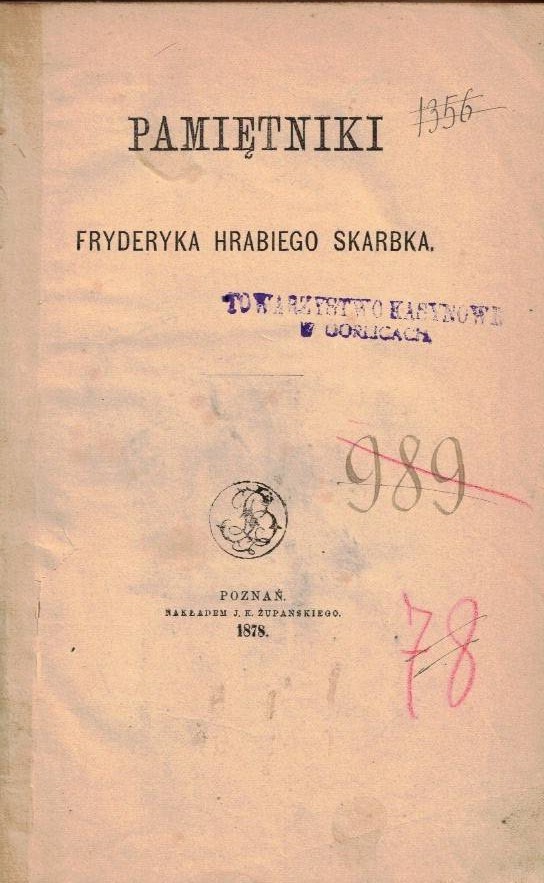 1356
PAMIĘTNIKI
FRYDERYKA HRABIEGO SKARBKA.
TOWARZYSTWO KASYNOWE
W GORLICACH
989
POZNAŃ.
NAKŁADEM J. K. ŻUPAŃSKIEGO.
1878.
78